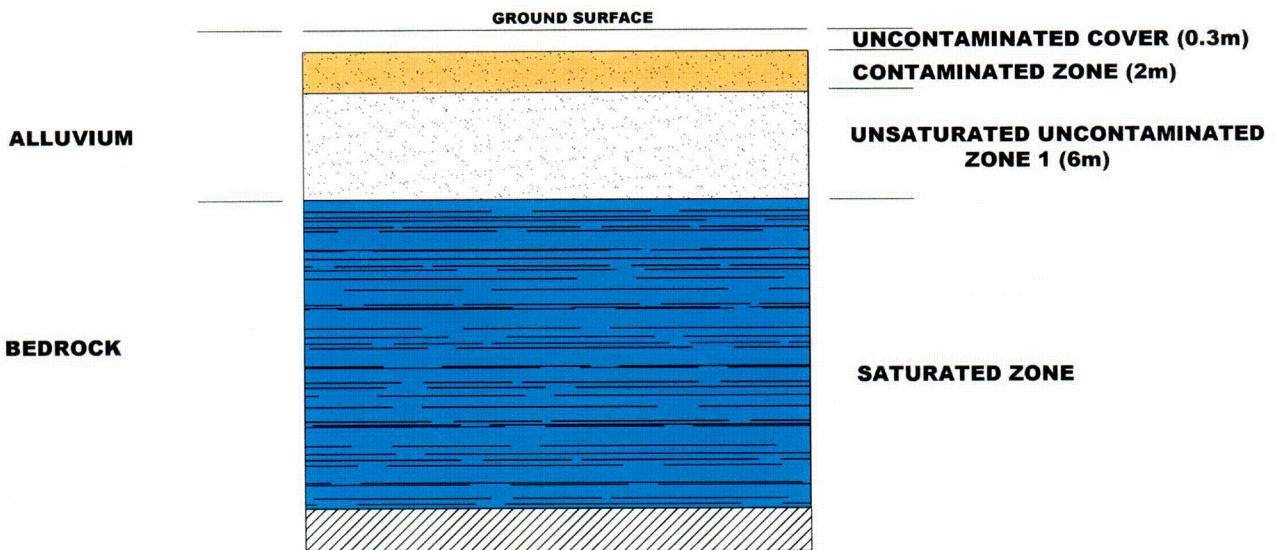 GROUND SURFACE
UNCONTAMINATED COVER (0.3m)
CONTAMINATED ZONE (2m)
ALLUVIUM
UNSATURATED UNCONTAMINATED
ZONE 1 (6m)
BEDROCK
SATURATED ZONE